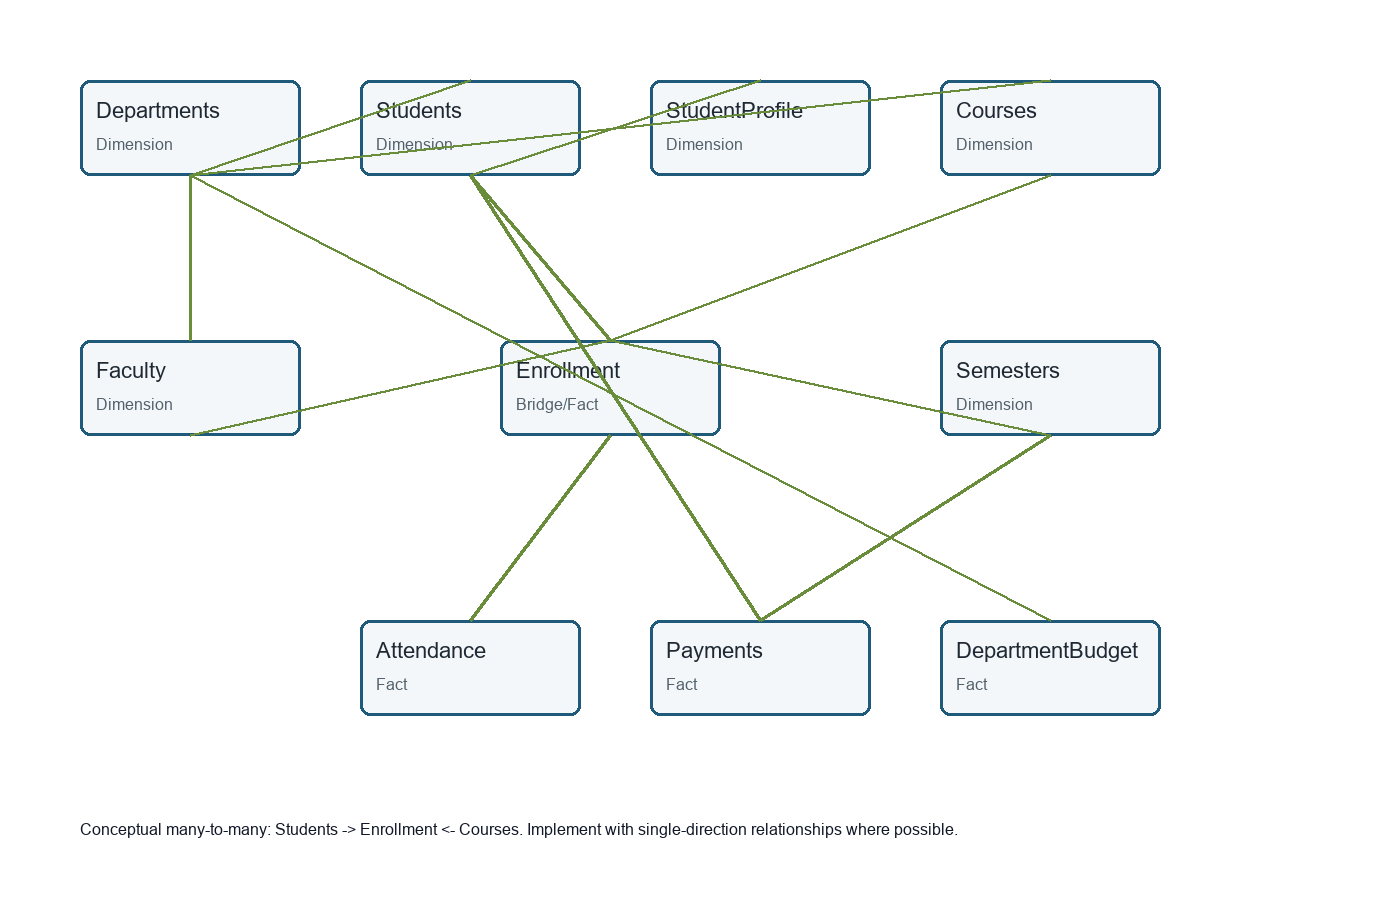 Departments
Dimension
Students
Dimension
StudentProfile
Dimension
Courses
Dimension
Faculty
Dimension
Enrollment
Bridge/Fact
Semesters
Dimension
Attendance
Fact
Payments
Fact
DepartmentBudget
Fact
Conceptual many-to-many: Students -> Enrollment <- Courses. Implement with single-direction relationships where possible.